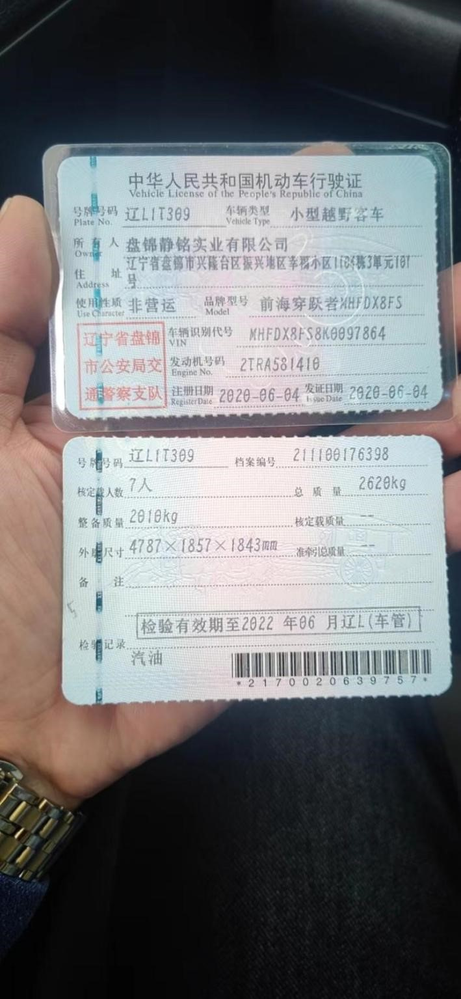 中华人民共和国机动车行驶证
Vehicle License of the People's Republic of China
号牌号码 辽L1T309 车辆类型 小型越野客车
Plate No. Vehicle Type
所有人 盘锦静铭实业有限公司
Owner
住址 辽宁省盘锦市兴隆台区振兴地区幸福小区1104栋3单元101
Address 号
使用性质 非营运 品牌型号 前海穿跃者MHFDX8FS
Use Character Model
辽宁省盘锦
市公安局交
通警察支队
车辆识别代号 MHFDX8FS8K0097864
VIN
发动机号码 2TRA581410
Engine No.
注册日期 2020-06-04 发证日期 2020-06-04
Register Date Issue Date
号牌号码 辽L1T309 档案编号 211100176398
核定载人数 7人 总质量 2620kg
整备质量 2010kg 核定载质量 --
外廓尺寸 4787×1857×1843mm 准牵引总质量 --
备注
检验有效期至2022 年06 月辽L(车管)
检验记录
汽油
*2170020639757*